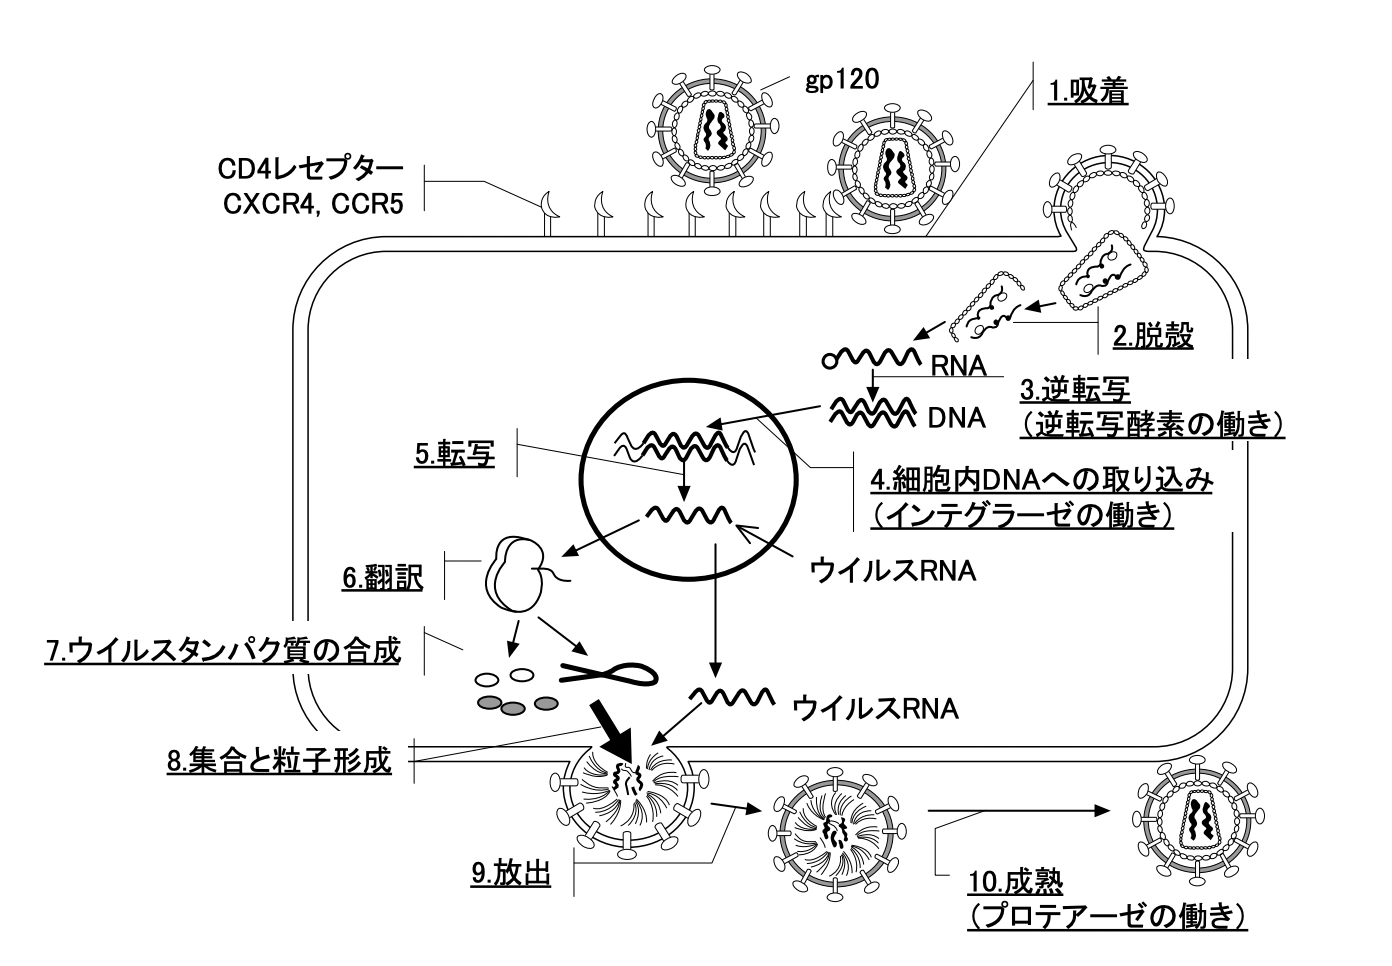 gp120
1.吸着
CD4レセプター
CXCR4, CCR5
2.脱殻
RNA
3.逆転写
(逆転写酵素の働き)
DNA
5.転写
4.細胞内DNAへの取り込み
(インテグラーゼの働き)
ウイルスRNA
6.翻訳
7.ウイルスタンパク質の合成
ウイルスRNA
8.集合と粒子形成
9.放出
10.成熟
(プロテアーゼの働き)